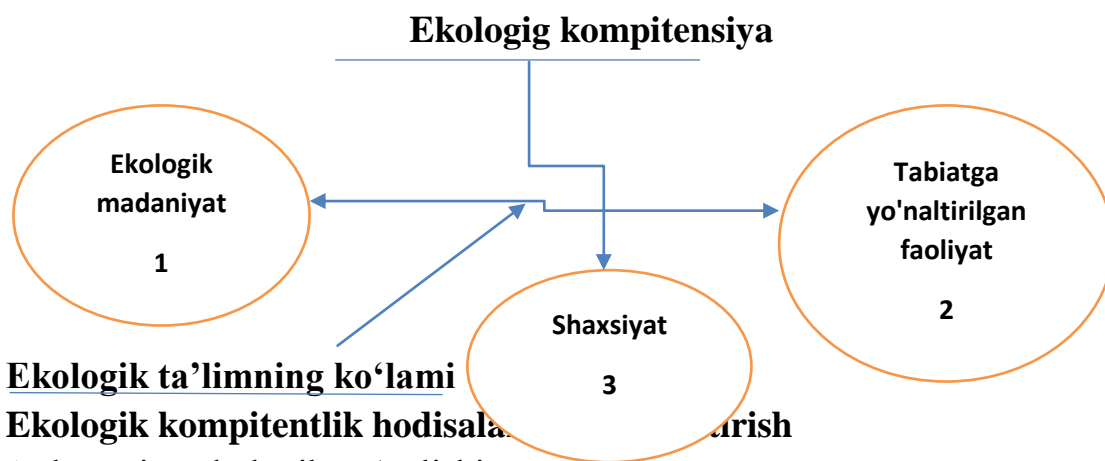 Ekologig kompitensiya
Ekologik
madaniyat
1
Tabiatga
yo'naltirilgan
faoliyat
2
Shaxsiyat
3
Ekologik ta’limning ko‘lami
Ekologik kompitentlik